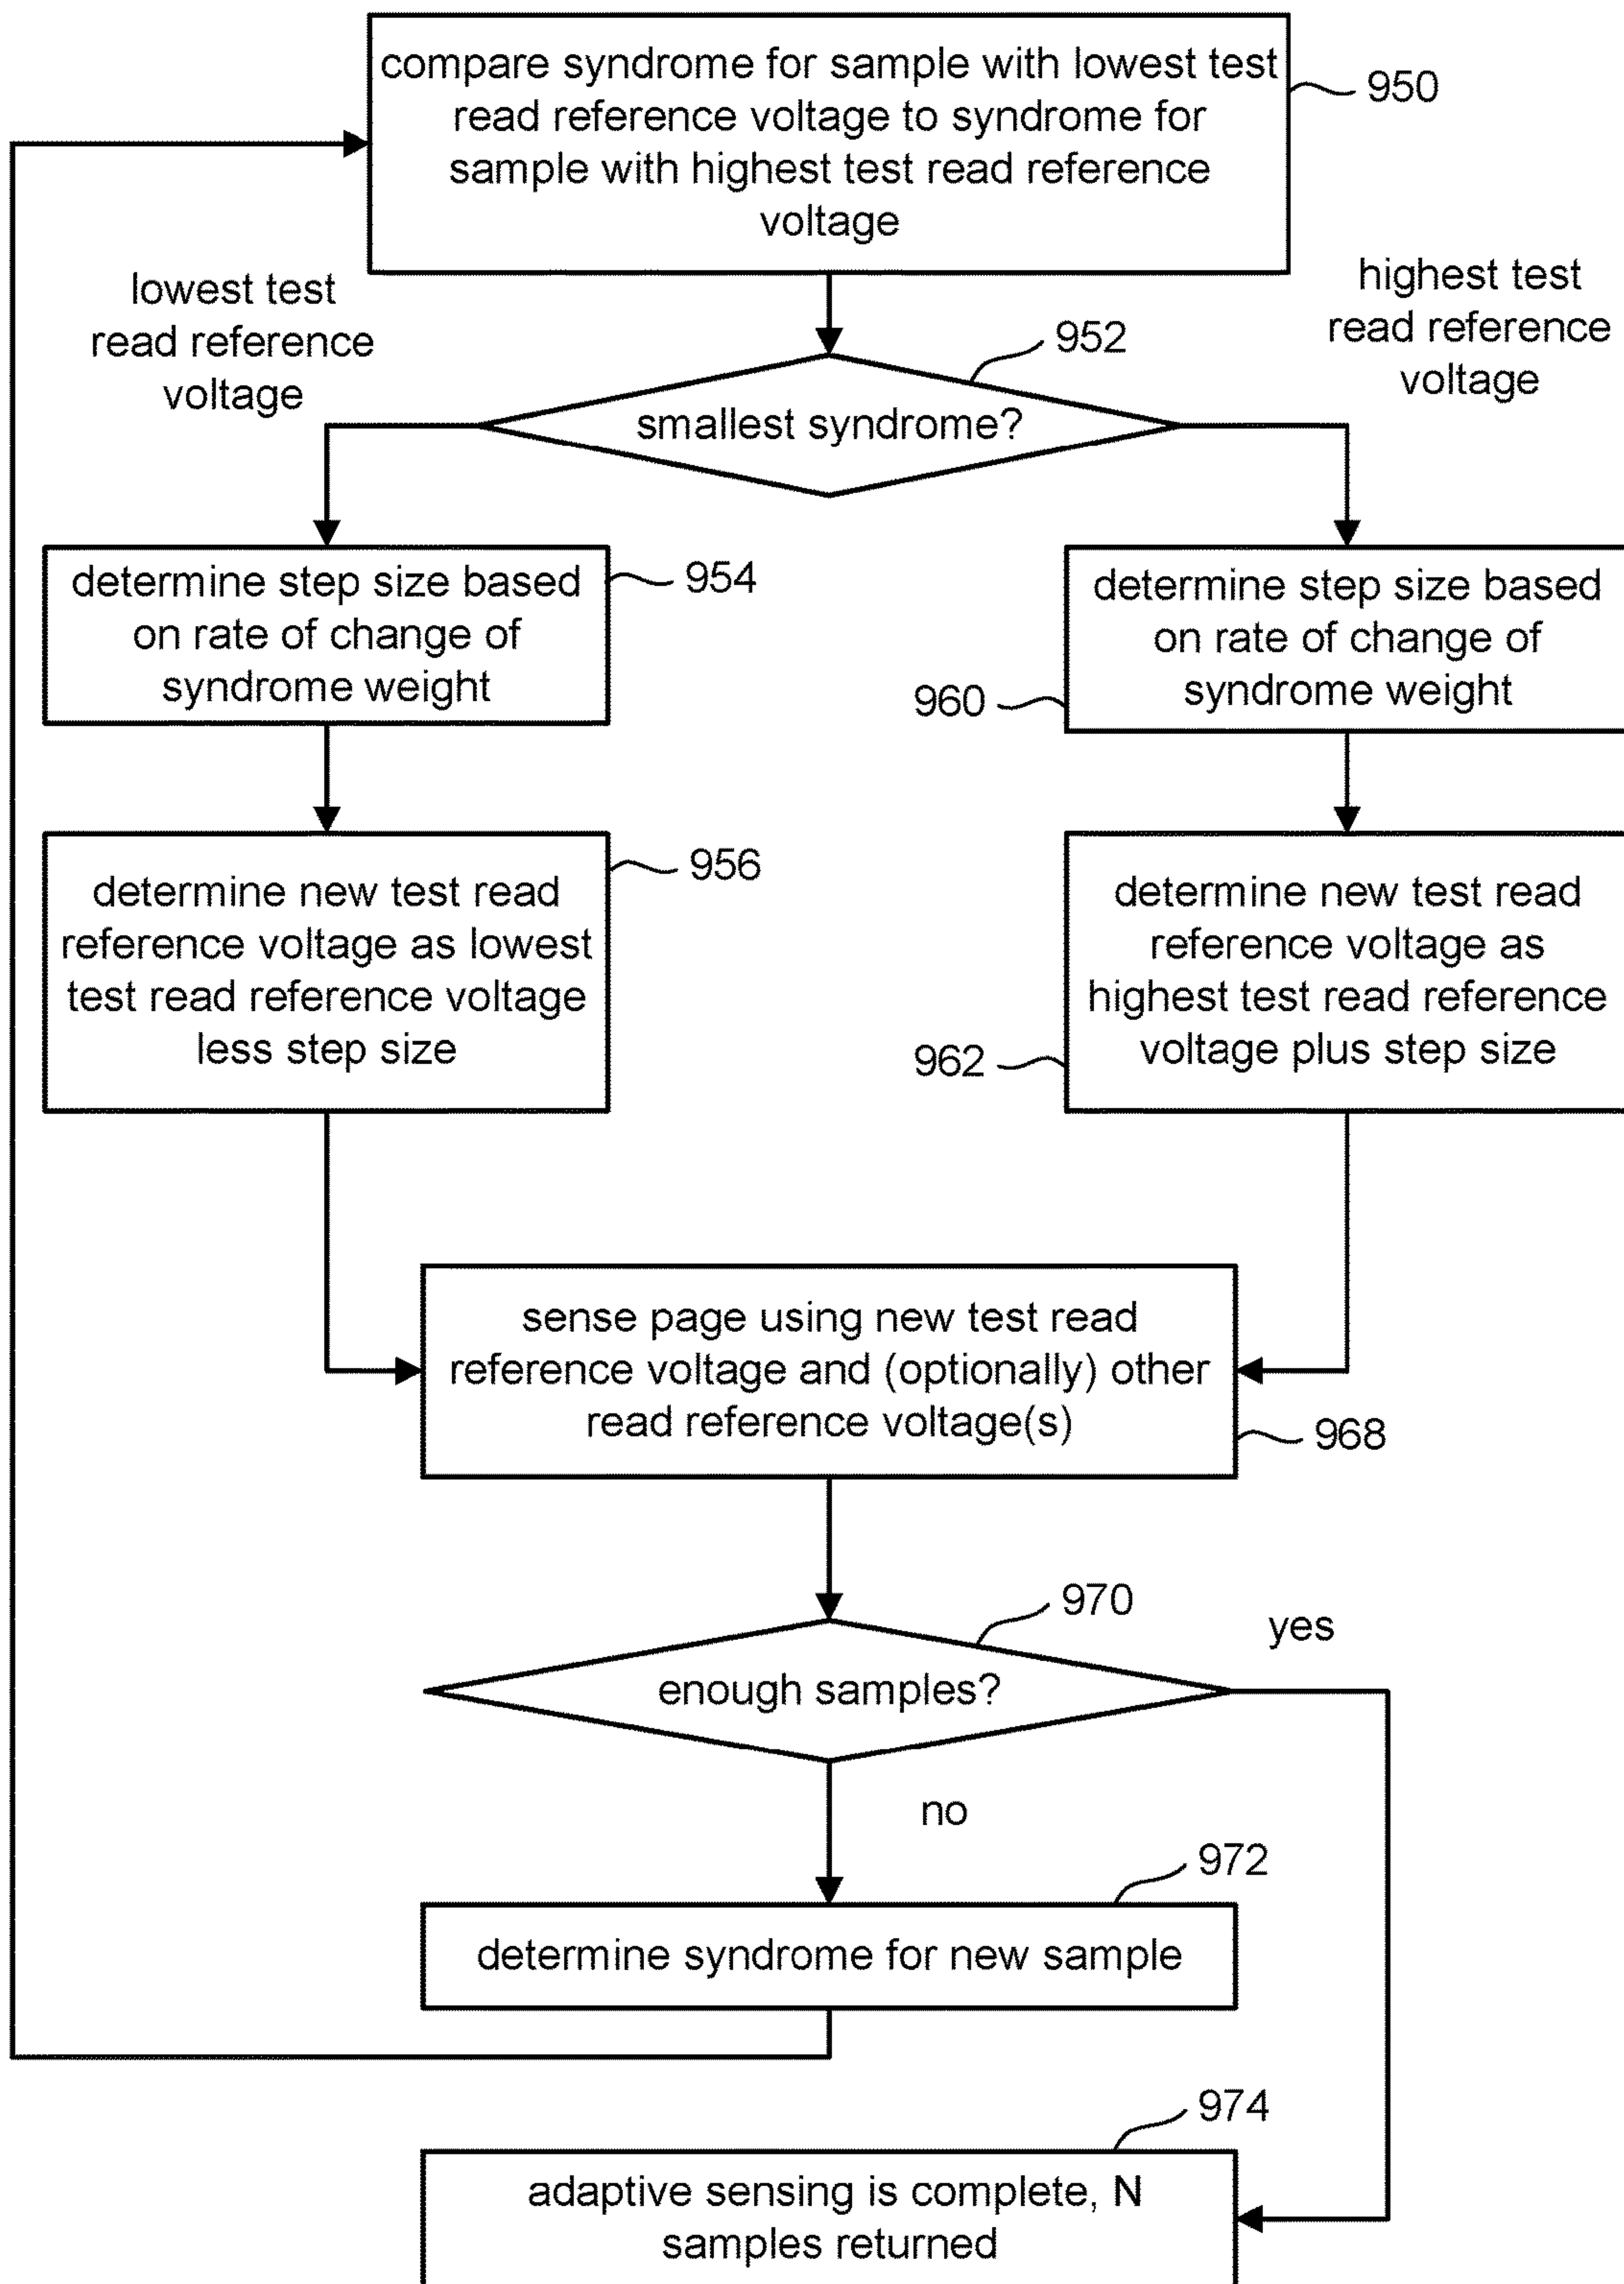 compare syndrome for sample with lowest test
read reference voltage to syndrome for
sample with highest test read reference
voltage
950
lowest test
read reference
voltage
highest test
read reference
voltage
952
smallest syndrome?
determine step size based
on rate of change of
syndrome weight
954
determine step size based
on rate of change of
syndrome weight
960
determine new test read
reference voltage as lowest
test read reference voltage
less step size
956
determine new test read
reference voltage as
highest test read reference
voltage plus step size
962
sense page using new test read
reference voltage and (optionally) other
read reference voltage(s)
968
970
yes
enough samples?
no
972
determine syndrome for new sample
974
adaptive sensing is complete, N
samples returned